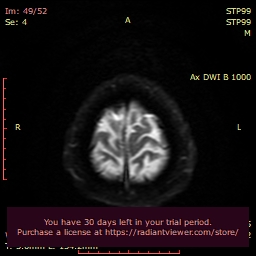 Im: 49/52
Se: 4
A
STP99
STP99
M
Ax DWI B 1000
R
L
You have 30 days left in your trial period.
Purchase a license at https://radiantviewer.com/store/